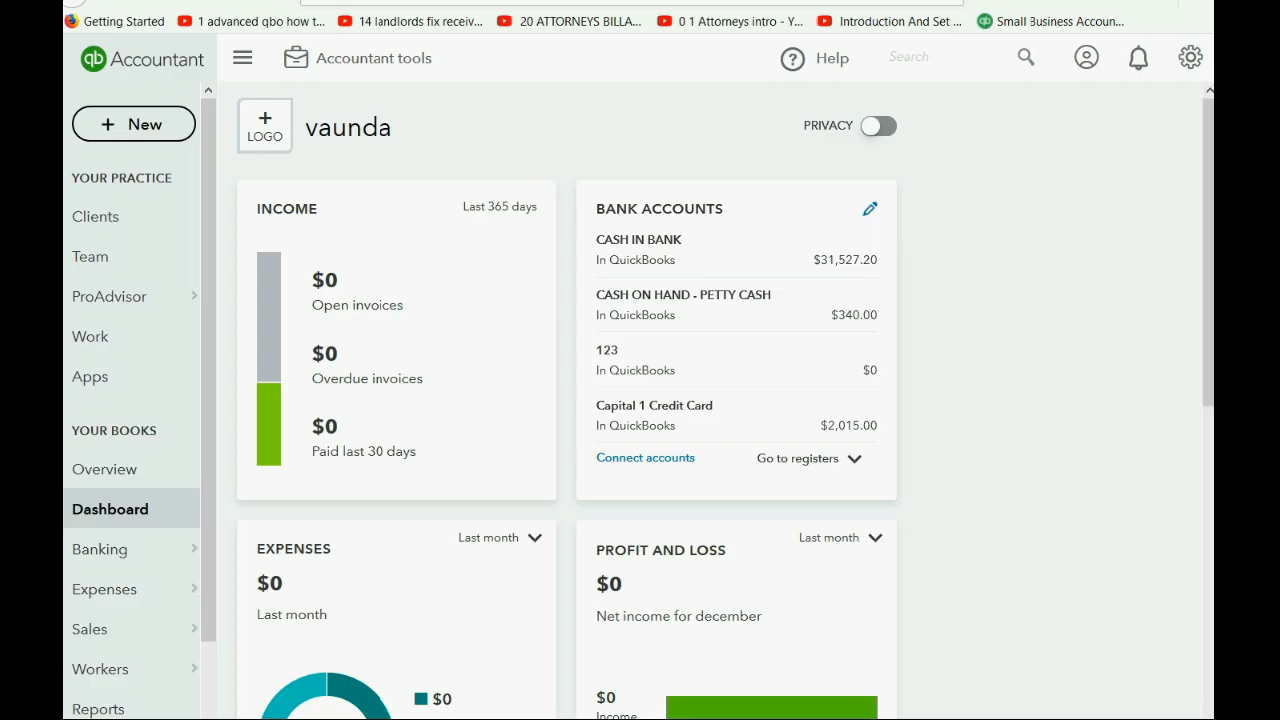 Getting Started
1 advanced qbo how t...
14 landlords fix receiv...
20 ATTORNEYS BILLA...
0 1 Attorneys intro - Y...
Introduction And Set ...
Small Business Accoun...
qb Accountant
Accountant tools
? Help
Search
+ New
+ LOGO
vaunda
PRIVACY
YOUR PRACTICE
Clients
Team
ProAdvisor
Work
Apps
YOUR BOOKS
Overview
Dashboard
Banking
Expenses
Sales
Workers
Reports
INCOME
Last 365 days
$0
Open invoices
$0
Overdue invoices
$0
Paid last 30 days
BANK ACCOUNTS
CASH IN BANK
In QuickBooks $31,527.20
CASH ON HAND - PETTY CASH
In QuickBooks $340.00
123
In QuickBooks $0
Capital 1 Credit Card
In QuickBooks $2,015.00
Connect accounts
Go to registers
EXPENSES
Last month
$0
Last month
$0
PROFIT AND LOSS
Last month
$0
Net income for december
$0
Income